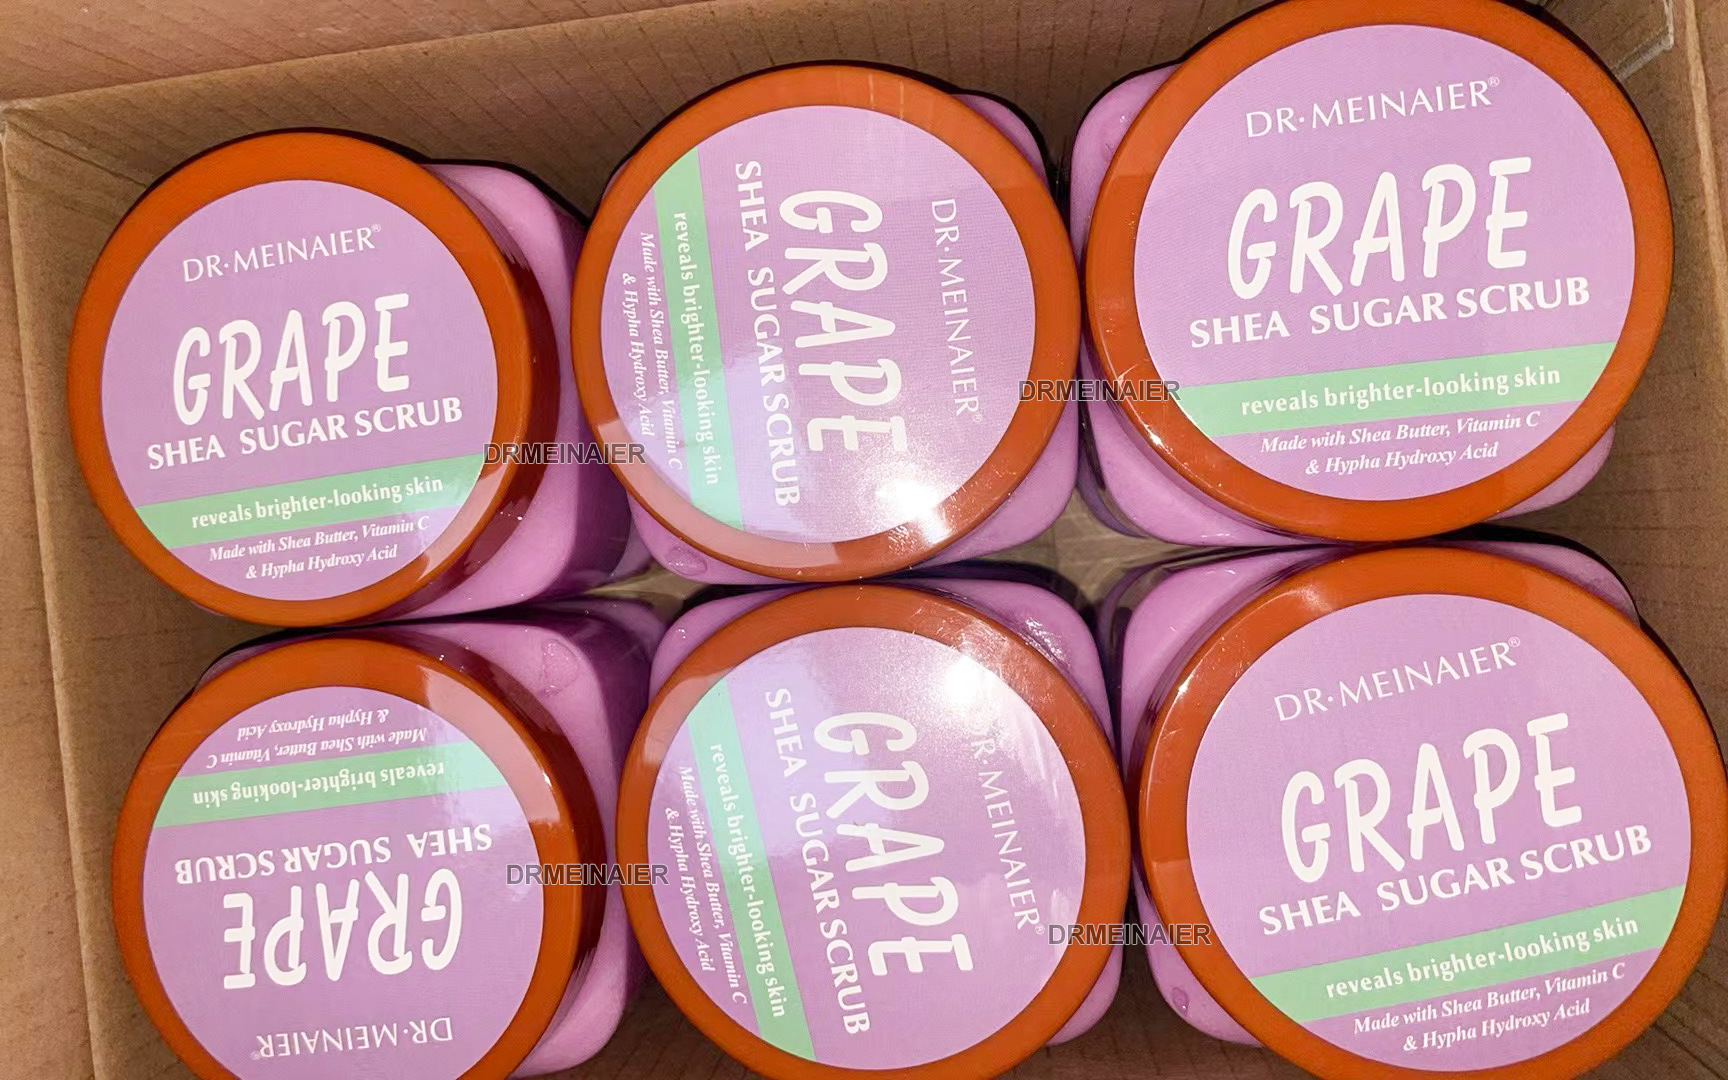 DR·MEINAIER®
GRAPE
SHEA SUGAR SCRUB
reveals brighter-looking skin
Made with Shea Butter, Vitamin C
& Hypha Hydroxy Acid
DR·MEINAIER®
GRAPE
SHEA SUGAR SCRUB
reveals brighter-looking skin
Made with Shea Butter, Vitamin C
& Hypha Hydroxy Acid
DR·MEINAIER®
GRAPE
SHEA SUGAR SCRUB
reveals brighter-looking skin
Made with Shea Butter, Vitamin C
& Hypha Hydroxy Acid
DRMEINAIER
DRMEINAIER
DR·MEINAIER®
GRAPE
SHEA SUGAR SCRUB
reveals brighter-looking skin
Made with Shea Butter, Vitamin C
& Hypha Hydroxy Acid
DR·MEINAIER®
GRAPE
SHEA SUGAR SCRUB
reveals brighter-looking skin
Made with Shea Butter, Vitamin C
& Hypha Hydroxy Acid
DR·MEINAIER®
GRAPE
SHEA SUGAR SCRUB
reveals brighter-looking skin
Made with Shea Butter, Vitamin C
& Hypha Hydroxy Acid
DRMEINAIER
DRMEINAIER